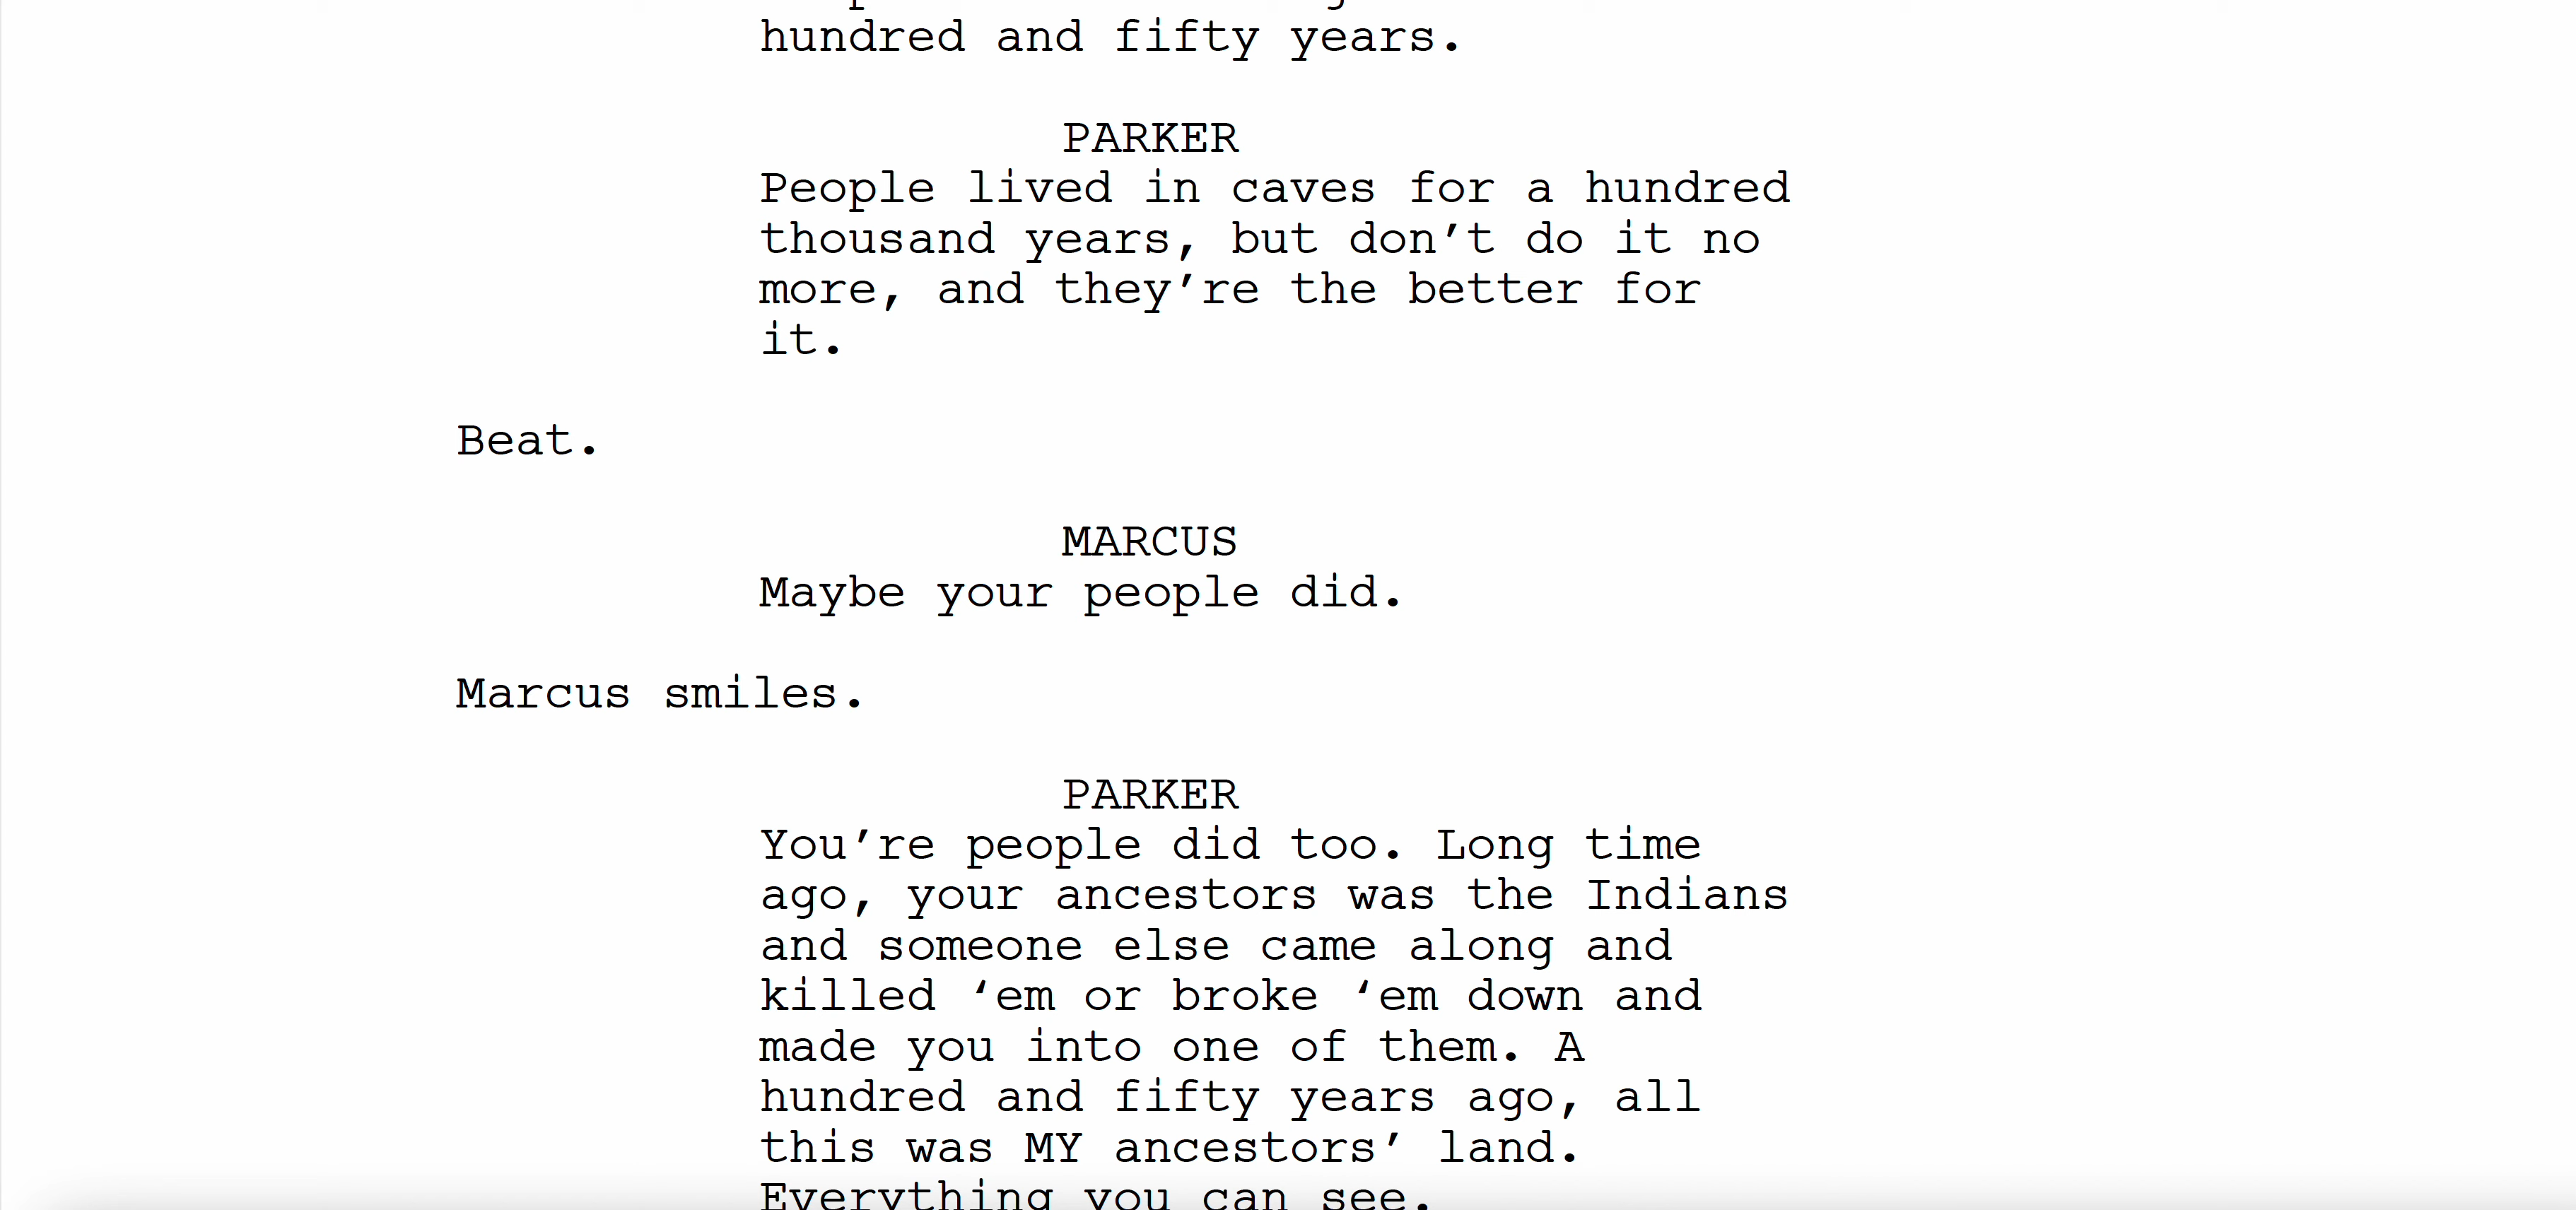 hundred and fifty years.
PARKER
People lived in caves for a hundred
thousand years, but don’t do it no
more, and they’re the better for
it.
Beat.
MARCUS
Maybe your people did.
Marcus smiles.
PARKER
You’re people did too. Long time
ago, your ancestors was the Indians
and someone else came along and
killed ‘em or broke ‘em down and
made you into one of them. A
hundred and fifty years ago, all
this was MY ancestors’ land.
Everything you can see.